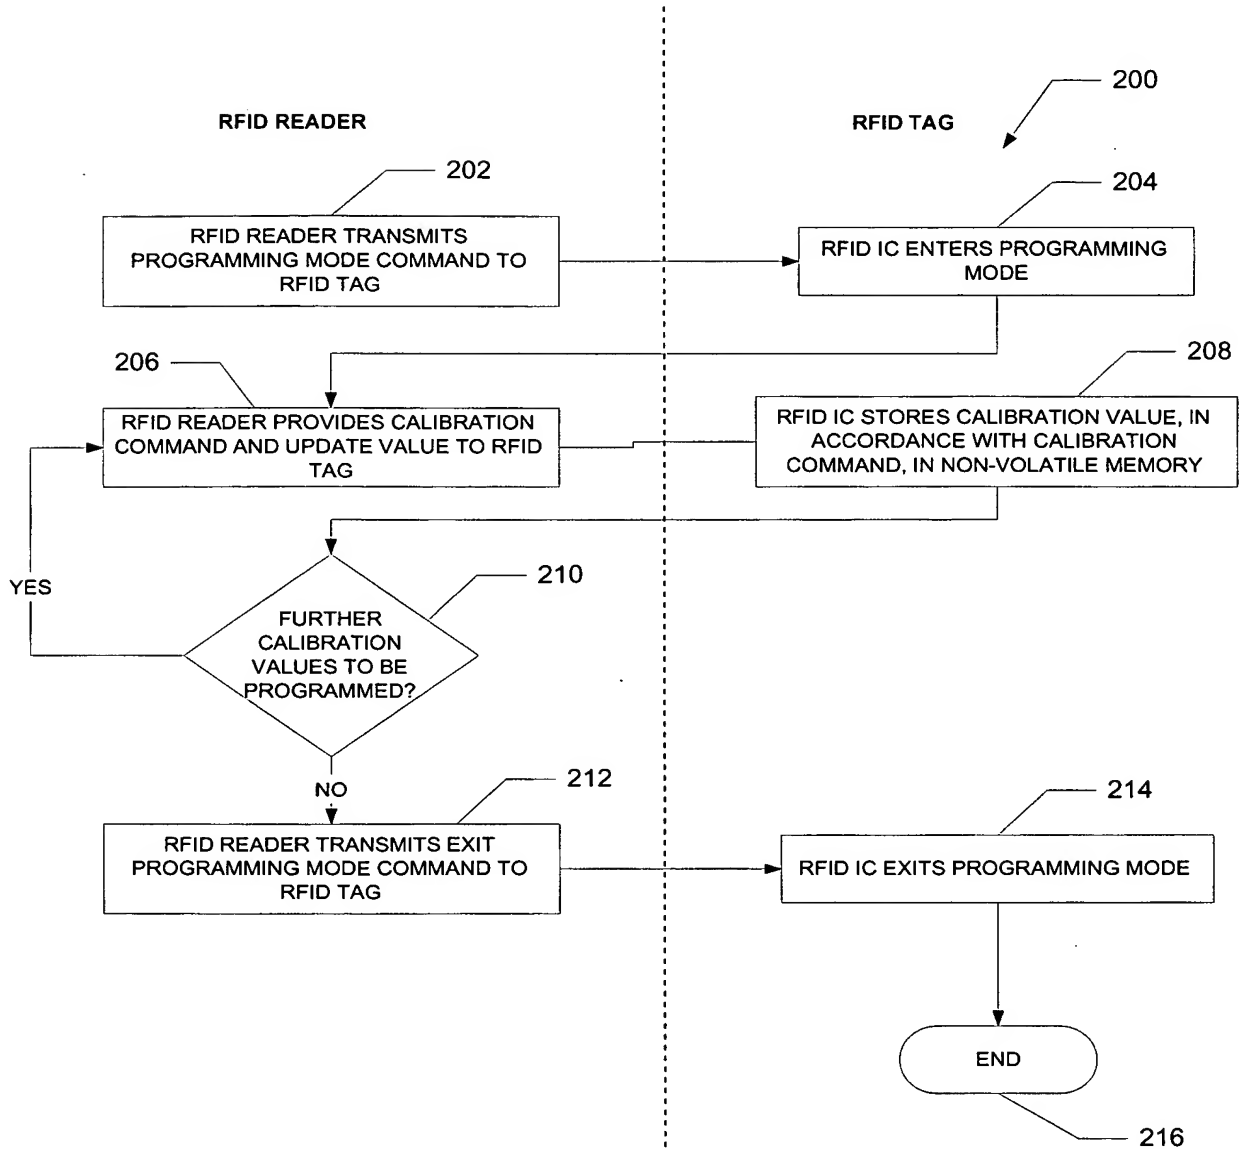 200
RFID READER
RFID TAG
202
204
RFID READER TRANSMITS
PROGRAMMING MODE COMMAND TO
RFID TAG
RFID IC ENTERS PROGRAMMING
MODE
206
208
RFID READER PROVIDES CALIBRATION
COMMAND AND UPDATE VALUE TO RFID
TAG
RFID IC STORES CALIBRATION VALUE, IN
ACCORDANCE WITH CALIBRATION
COMMAND, IN NON-VOLATILE MEMORY
YES
210
FURTHER
CALIBRATION
VALUES TO BE
PROGRAMMED?
NO
212
214
RFID READER TRANSMITS EXIT
PROGRAMMING MODE COMMAND TO
RFID TAG
RFID IC EXITS PROGRAMMING MODE
END
216